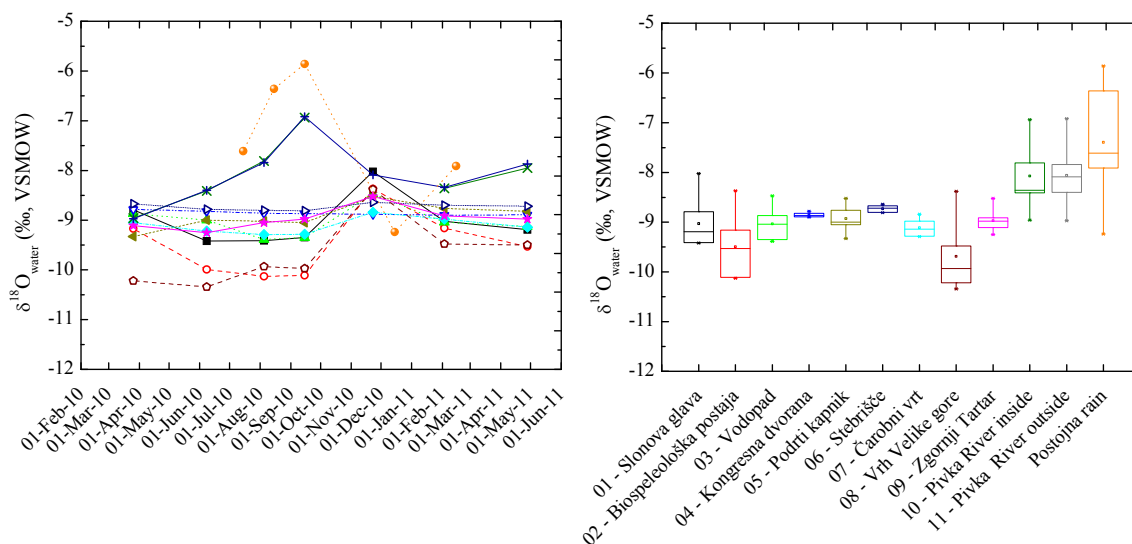 -5
-6
-7
-8
-9
-10
-11
-12
δ¹⁸O water (‰, VSMOW)
01-Feb-10
01-Mar-10
01-Apr-10
01-May-10
01-Jun-10
01-Jul-10
01-Aug-10
01-Sep-10
01-Oct-10
01-Nov-10
01-Dec-10
01-Jan-11
01-Feb-11
01-Mar-11
01-Apr-11
01-May-11
01-Jun-11
-5
-6
-7
-8
-9
-10
-11
-12
δ¹⁸O water (‰, VSMOW)
01 - Slonova glava
02 - Biospeleološka postaja
03 - Vodopad
04 - Kongresna dvorana
05 - Podrti kapnik
06 - Stebrišče
07 - Čarobni vrt
08 - Vrh Velike gore
09 - Zgornji Tartar
10 - Pivka River inside
11 - Pivka River outside
Postojna rain